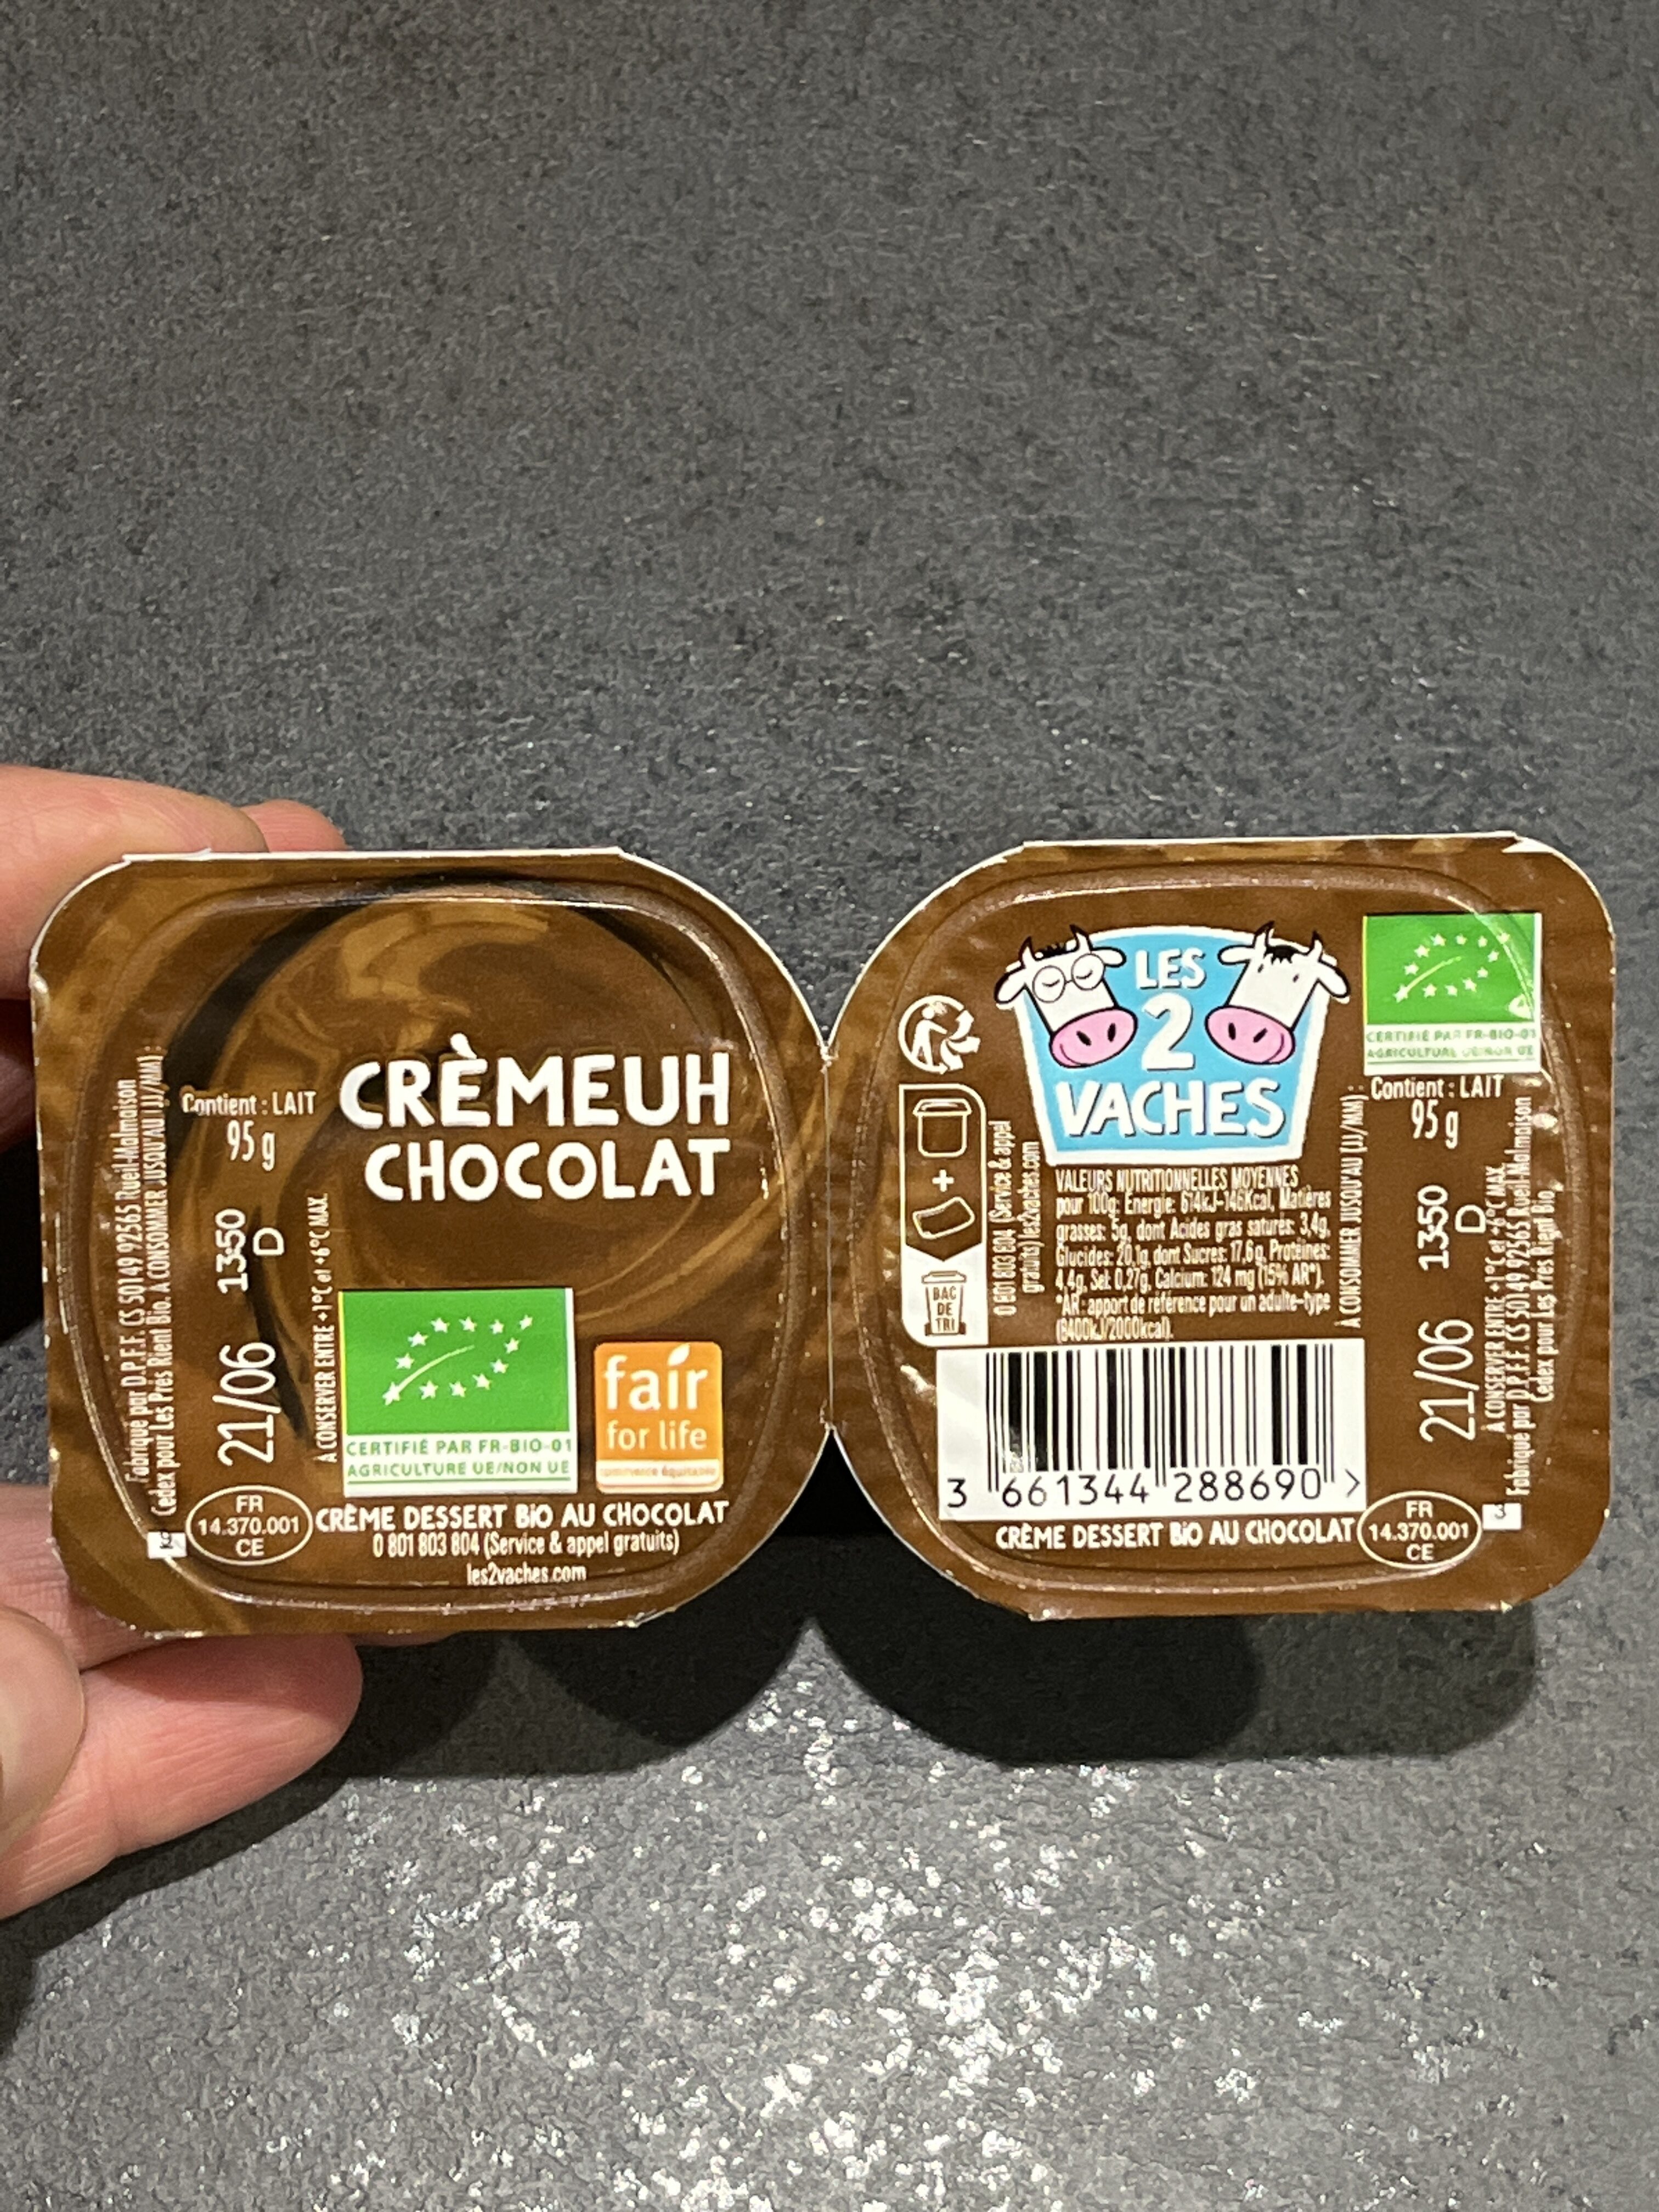 CRÈMEUH
CHOCOLAT
Contient : LAIT
95 g
Fabriqué par D.P.F.F. CS 50149 92565 Rueil-Malmaison
Cedex pour Les Prés Rient Bio. À CONSOMMER JUSQU'AU (JJ/MM) :
21/06 1350
D
À CONSERVER ENTRE +1°C et +6°C MAX.
CERTIFIÉ PAR FR-BIO-01
AGRICULTURE UE/NON UE
fair
for life
commerce équitable
FR
14.370.001
CE
CRÈME DESSERT BiO AU CHOCOLAT
0 801 803 804 (Service & appel gratuits)
les2vaches.com
LES
2
VACHES
CERTIFIÉ PAR FR-BIO-01
AGRICULTURE UE/NON UE
Contient : LAIT
95 g
BAC
DE
TRI
+
0 801 803 804 (Service & appel
gratuits) les2vaches.com
VALEURS NUTRITIONNELLES MOYENNES
pour 100g: Énergie: 614kJ-146Kcal, Matières
grasses: 5g, dont Acides gras saturés: 3,4g,
Glucides: 20,1g, dont Sucres: 17,6g, Protéines:
4,4g, Sel: 0,27g, Calcium: 124 mg (15% AR*).
*AR: apport de référence pour un adulte-type
(8400kJ/2000kcal).
À CONSOMMER JUSQU'AU (JJ/MM) :
21/06 1350
D
À CONSERVER ENTRE +1°C et +6°C MAX.
Fabriqué par D.P.F.F. CS 50149 92565 Rueil-Malmaison
Cedex pour Les Prés Rient Bio
3 661344 288690 >
CRÈME DESSERT BiO AU CHOCOLAT
FR
14.370.001
CE
3